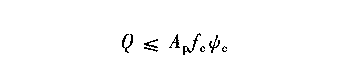 Q ⩽ A_p f_c ψ_c